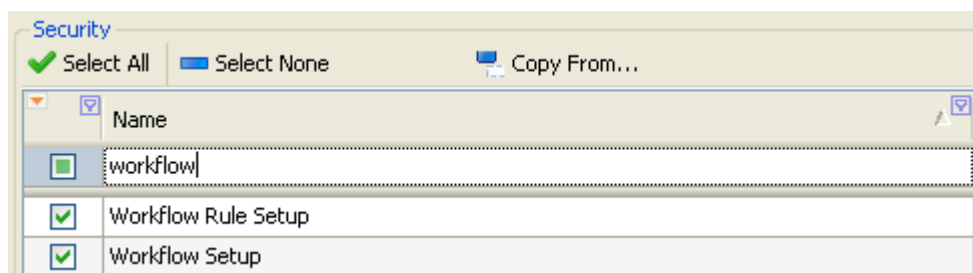 Security
Select All Select None Copy From...
Name
workflow
Workflow Rule Setup
Workflow Setup